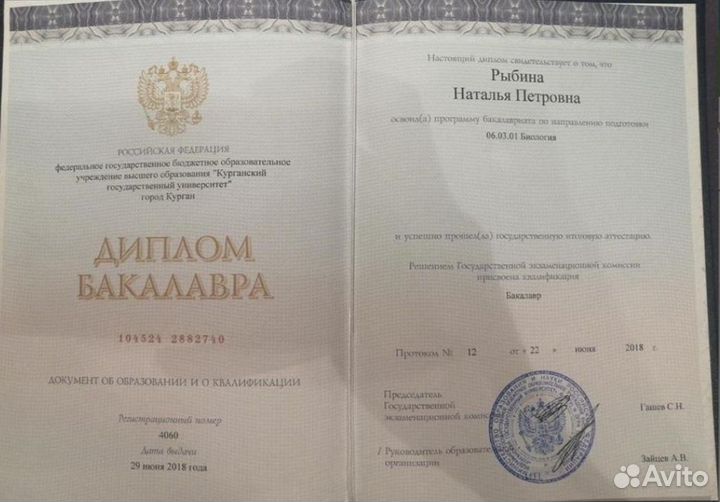 РОССИЙСКАЯ ФЕДЕРАЦИЯ
федеральное государственное бюджетное образовательное
учреждение высшего образования "Курганский
государственный университет"
город Курган
ДИПЛОМ
БАКАЛАВРА
104524 2882740
ДОКУМЕНТ ОБ ОБРАЗОВАНИИ И О КВАЛИФИКАЦИИ
Регистрационный номер
4060
Дата выдачи
29 июня 2018 года
Настоящий диплом свидетельствует о том, что
Рыбина
Наталья Петровна
освоил(а) программу бакалавриата по направлению подготовки
06.03.01 Биология
и успешно прошел(ла) государственную итоговую аттестацию
Решением Государственной экзаменационной комиссии
присвоена квалификация
Бакалавр
Протокол № 12 от « 22 » июня 2018 г.
Председатель
Государственной
экзаменационной комис
Гашев С.Н.
Руководитель образоват
организации
Зайцев А.В.
Avito